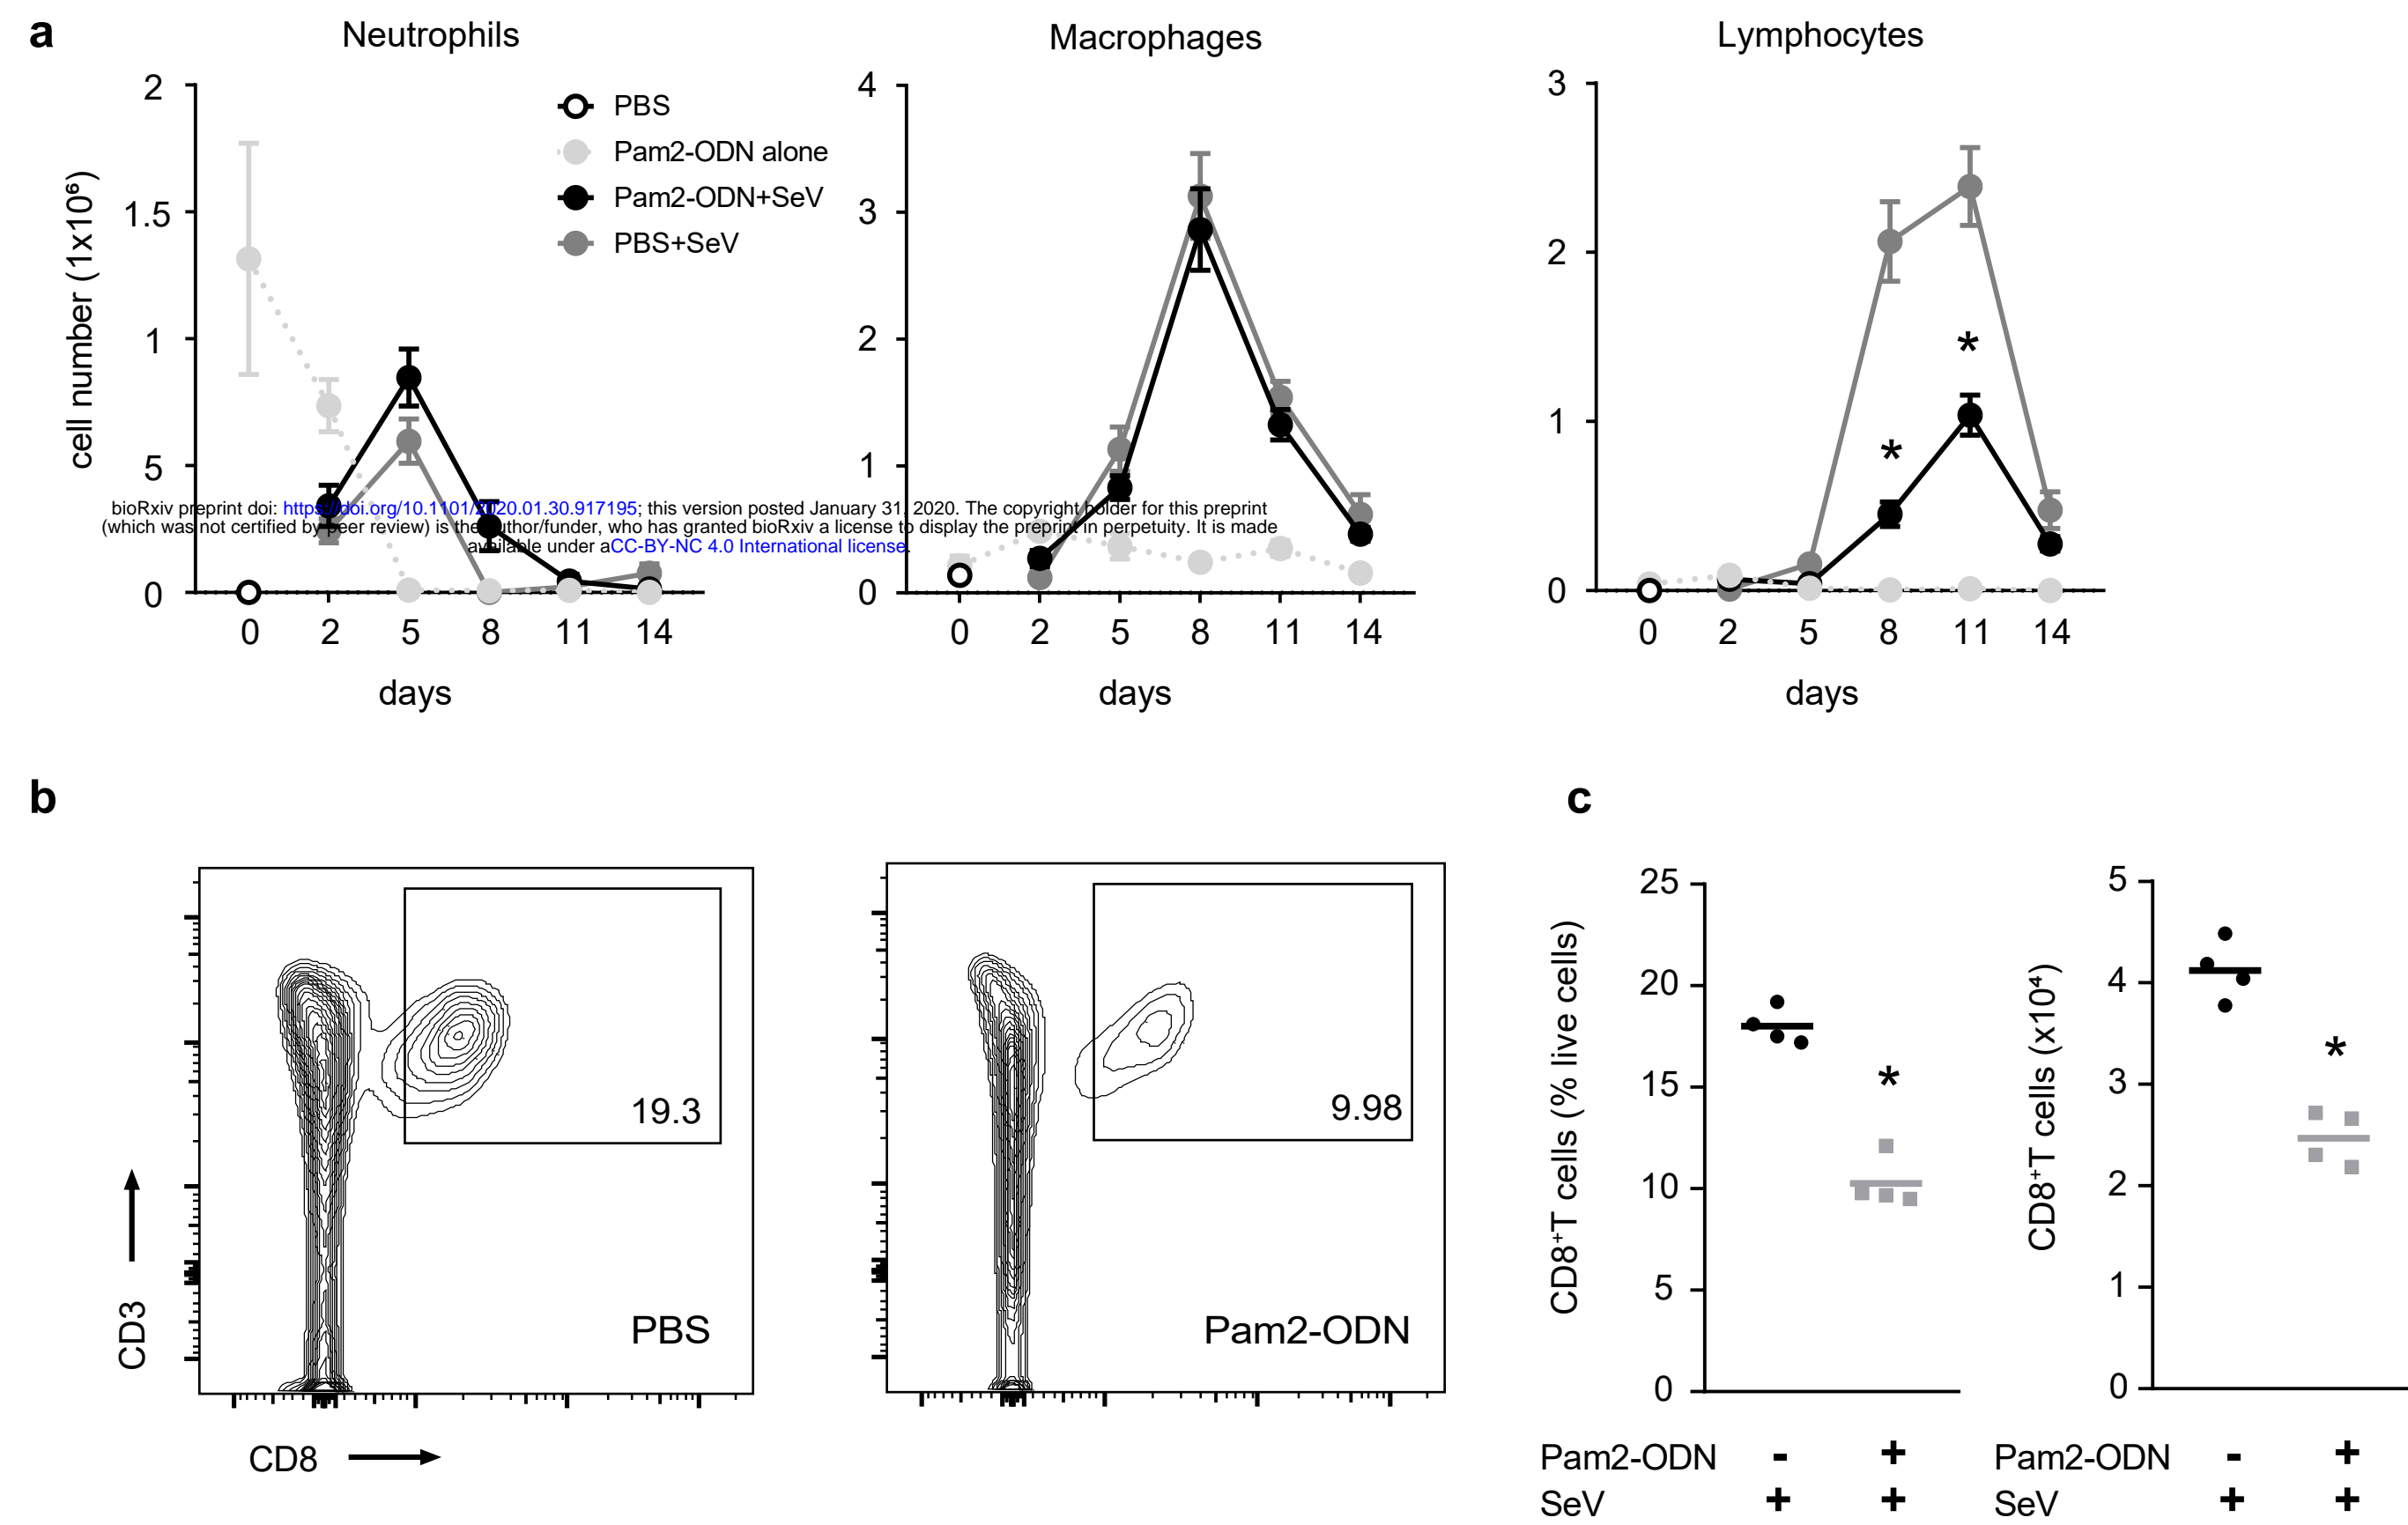 a
Neutrophils
Macrophages
Lymphocytes
cell number (1x10⁶)
2
1.5
1
5
0
PBS
Pam2-ODN alone
Pam2-ODN+SeV
PBS+SeV
0 2 5 8 11 14
days
4
3
2
1
0
0 2 5 8 11 14
days
3
2
1
0
*
*
0 2 5 8 11 14
days
bioRxiv preprint doi: https://doi.org/10.1101/2020.01.30.917195; this version posted January 31, 2020. The copyright holder for this preprint
(which was not certified by peer review) is the author/funder, who has granted bioRxiv a license to display the preprint in perpetuity. It is made
available under aCC-BY-NC 4.0 International license.
b
CD3
19.3
PBS
CD8
9.98
Pam2-ODN
c
CD8⁺T cells (% live cells)
25
20
15
10
5
0
*
Pam2-ODN - +
SeV + +
CD8⁺T cells (x10⁴)
5
4
3
2
1
0
*
Pam2-ODN - +
SeV + +